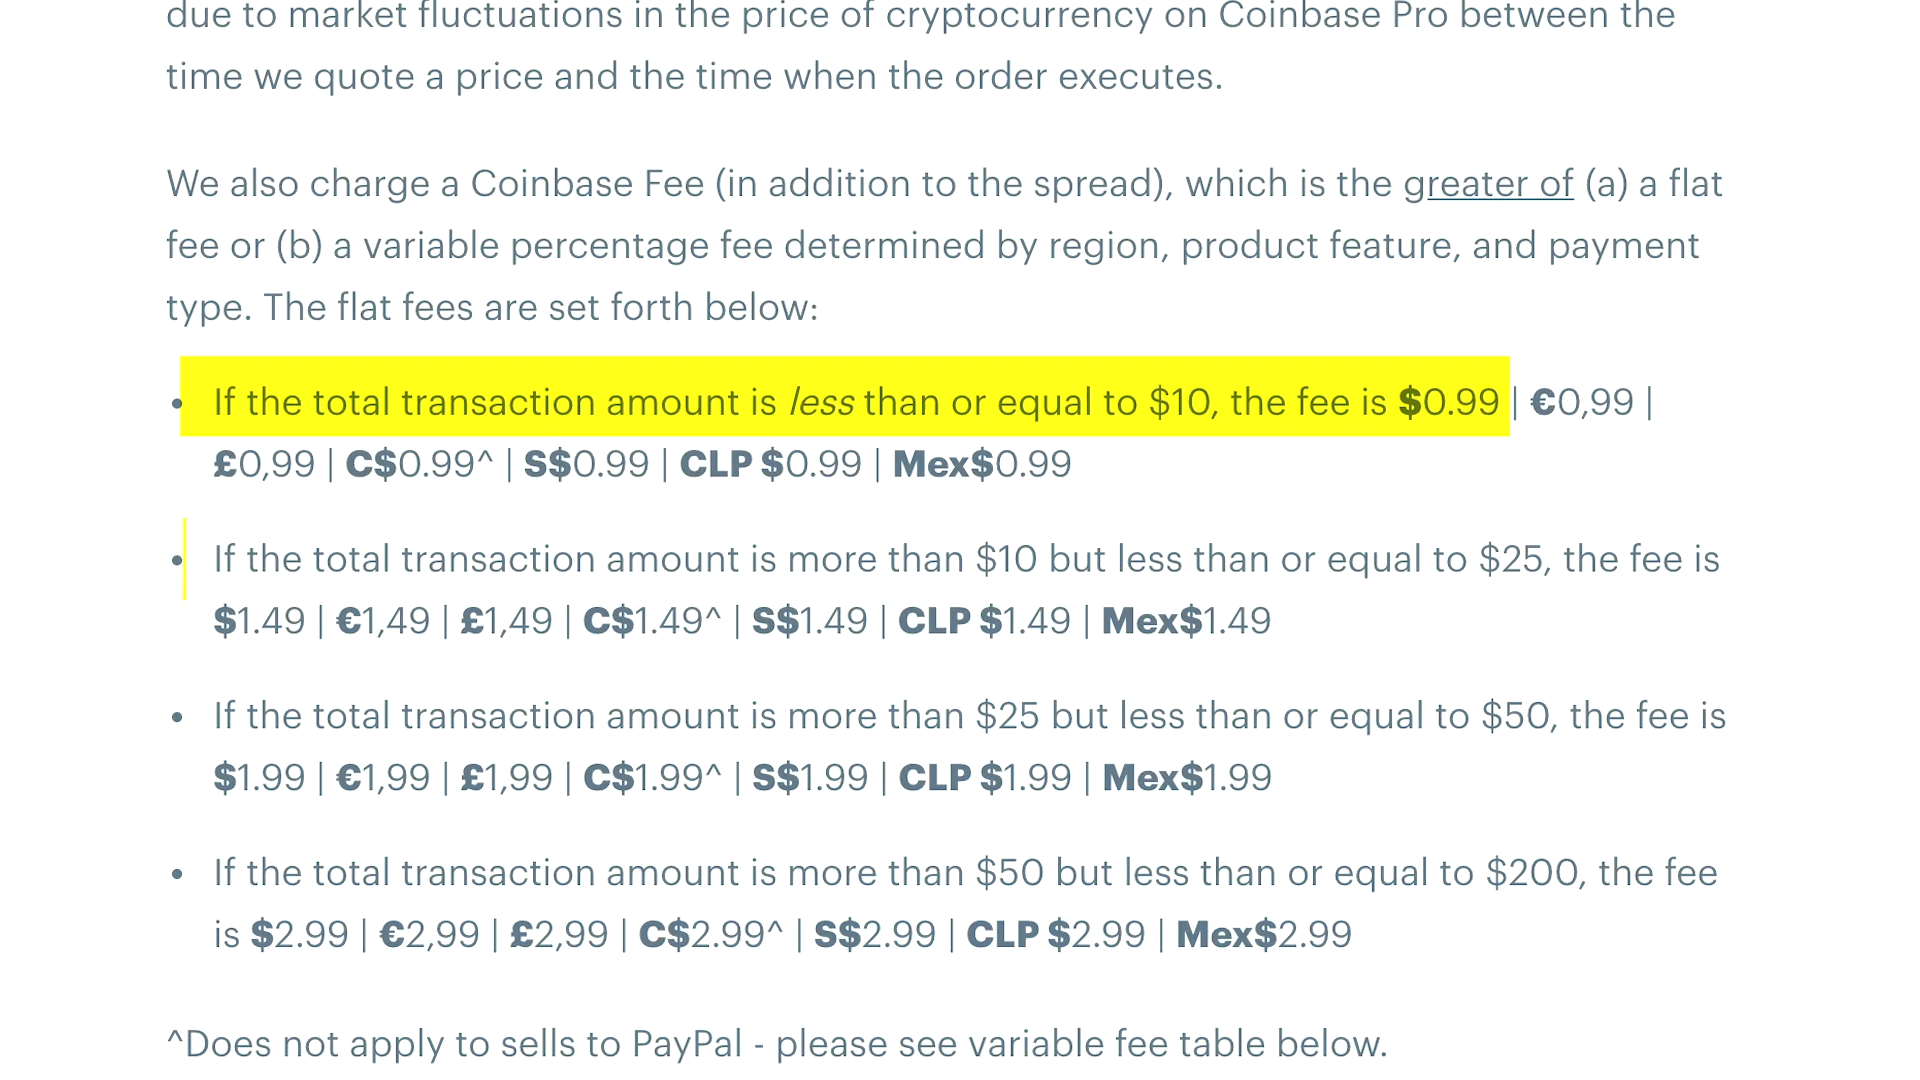 due to market fluctuations in the price of cryptocurrency on Coinbase Pro between the
time we quote a price and the time when the order executes.
We also charge a Coinbase Fee (in addition to the spread), which is the greater of (a) a flat
fee or (b) a variable percentage fee determined by region, product feature, and payment
type. The flat fees are set forth below:
• If the total transaction amount is less than or equal to $10, the fee is $0.99 | €0,99 |
£0,99 | C$0.99^ | S$0.99 | CLP $0.99 | Mex$0.99
• If the total transaction amount is more than $10 but less than or equal to $25, the fee is
$1.49 | €1,49 | £1,49 | C$1.49^ | S$1.49 | CLP $1.49 | Mex$1.49
• If the total transaction amount is more than $25 but less than or equal to $50, the fee is
$1.99 | €1,99 | £1,99 | C$1.99^ | S$1.99 | CLP $1.99 | Mex$1.99
• If the total transaction amount is more than $50 but less than or equal to $200, the fee
is $2.99 | €2,99 | £2,99 | C$2.99^ | S$2.99 | CLP $2.99 | Mex$2.99
^Does not apply to sells to PayPal - please see variable fee table below.